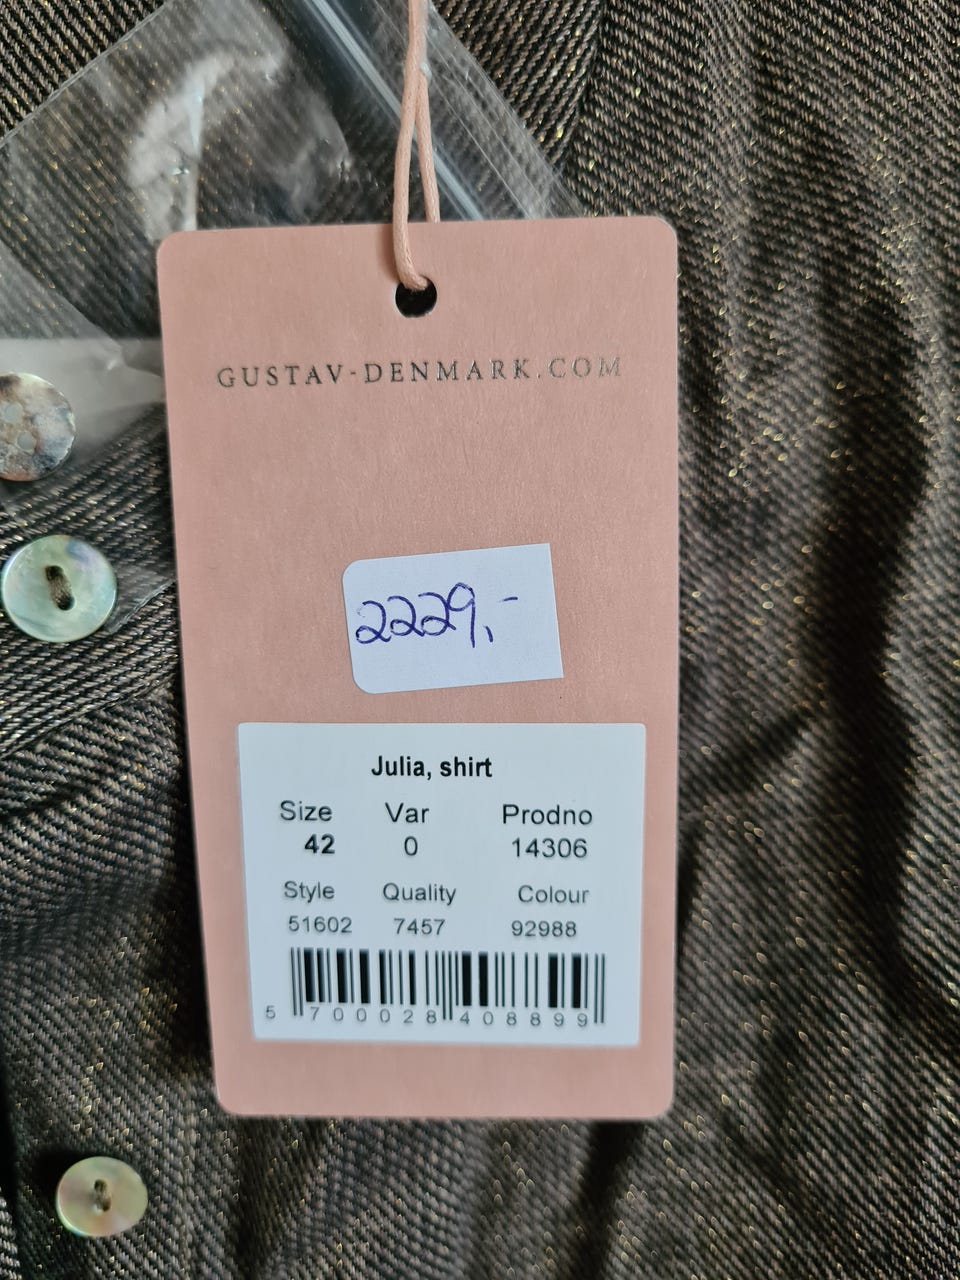 GUSTAV-DENMARK.COM
2229,-
Julia, shirt
Size Var Prodno
42 0 14306
Style Quality Colour
51602 7457 92988
5 700028 408899